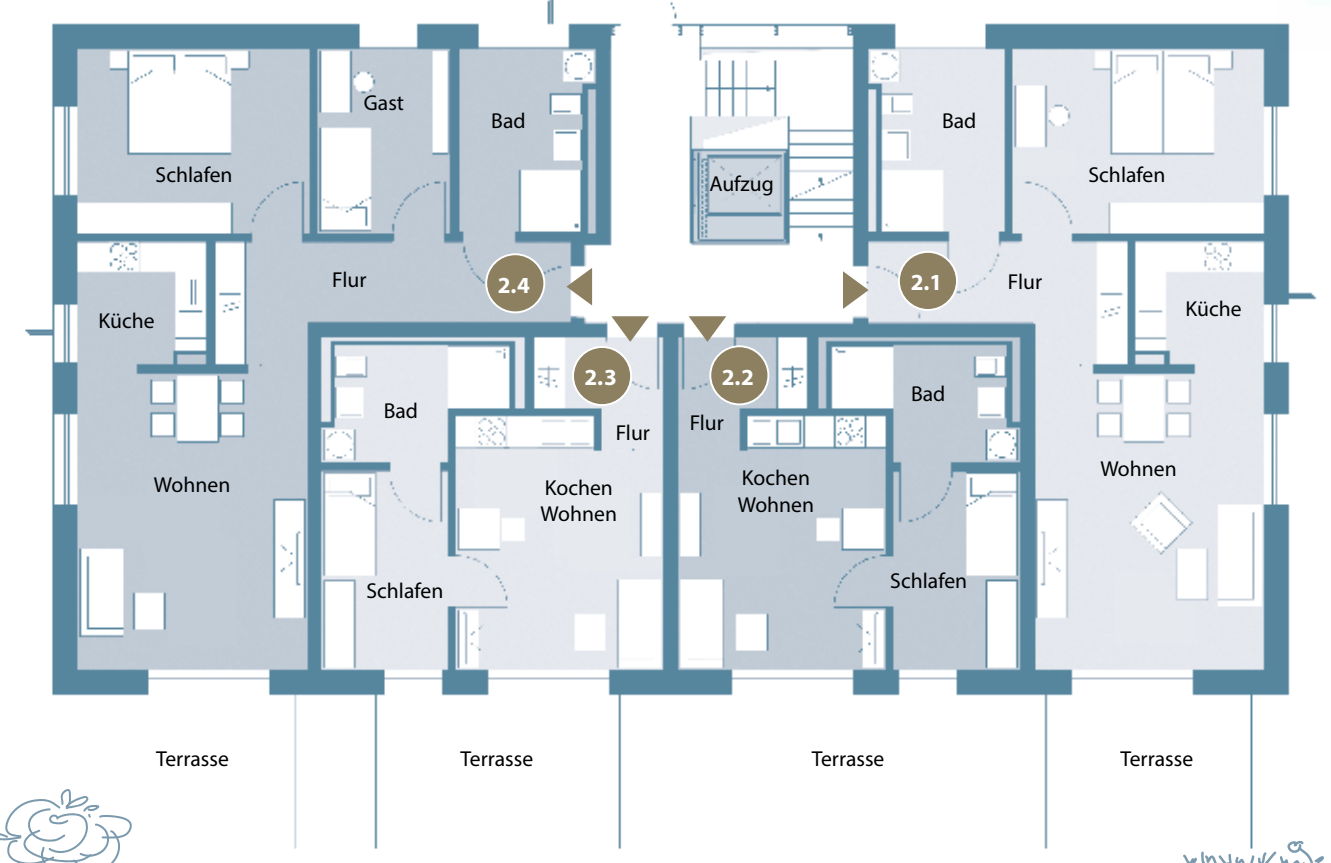 Gast
Bad
Schlafen
Aufzug
Bad
Schlafen
Flur
2.4
2.1
Flur
Küche
Küche
2.3
2.2
Bad
Flur
Flur
Bad
Wohnen
Kochen
Wohnen
Kochen
Wohnen
Wohnen
Schlafen
Schlafen
Terrasse
Terrasse
Terrasse
Terrasse